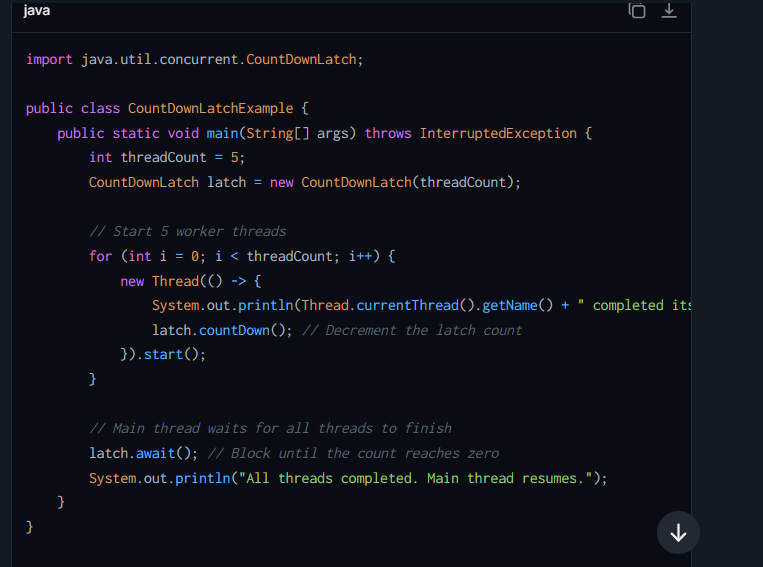 java
import java.util.concurrent.CountDownLatch;
public class CountDownLatchExample {
    public static void main(String[] args) throws InterruptedException {
        int threadCount = 5;
        CountDownLatch latch = new CountDownLatch(threadCount);
        // Start 5 worker threads
        for (int i = 0; i < threadCount; i++) {
            new Thread(() -> {
                System.out.println(Thread.currentThread().getName() + " completed its
                latch.countDown(); // Decrement the latch count
            }).start();
        }
        // Main thread waits for all threads to finish
        latch.await(); // Block until the count reaches zero
        System.out.println("All threads completed. Main thread resumes.");
    }
}